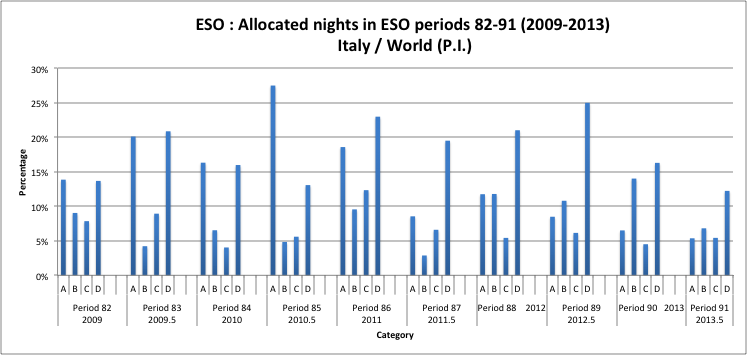 ESO : Allocated nights in ESO periods 82-91 (2009-2013)
Italy / World (P.I.)
30%
25%
20%
15%
10%
5%
0%
Percentage
A B C D A B C D A B C D A B C D A B C D A B C D A B C D A B C D A B C D A B C D
Period 82 Period 83 Period 84 Period 85 Period 86 Period 87 Period 88 2012 Period 89 Period 90 2013 Period 91
2009 2009.5 2010 2010.5 2011 2011.5 2012.5 2013.5
Category